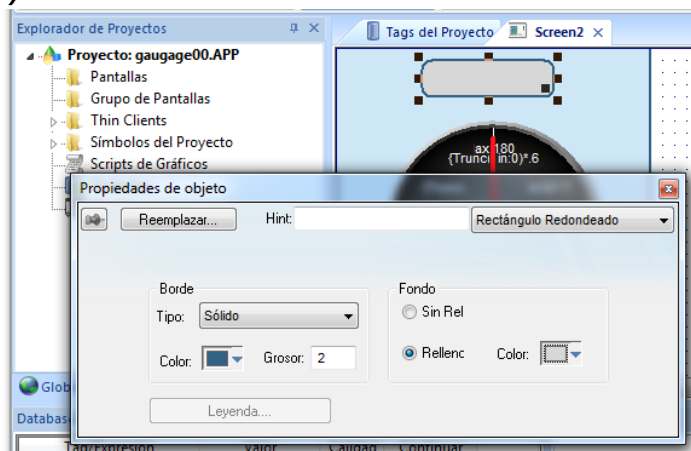 Explorador de Proyectos
Tags del Proyecto
Screen2
Proyecto: gaugage00.APP
Pantallas
Grupo de Pantallas
Thin Clients
Símbolos del Proyecto
Scripts de Gráficos
ax 180
Propiedades de objeto
Reemplazar...
Hint:
Rectángulo Redondeado
Borde
Fondo
Tipo: Sólido
Sin Rel
Color:
Grosor: 2
Rellenc
Color:
Leyenda....
Glob
Databas
Tag/Expresión Valor Calidad Continuar